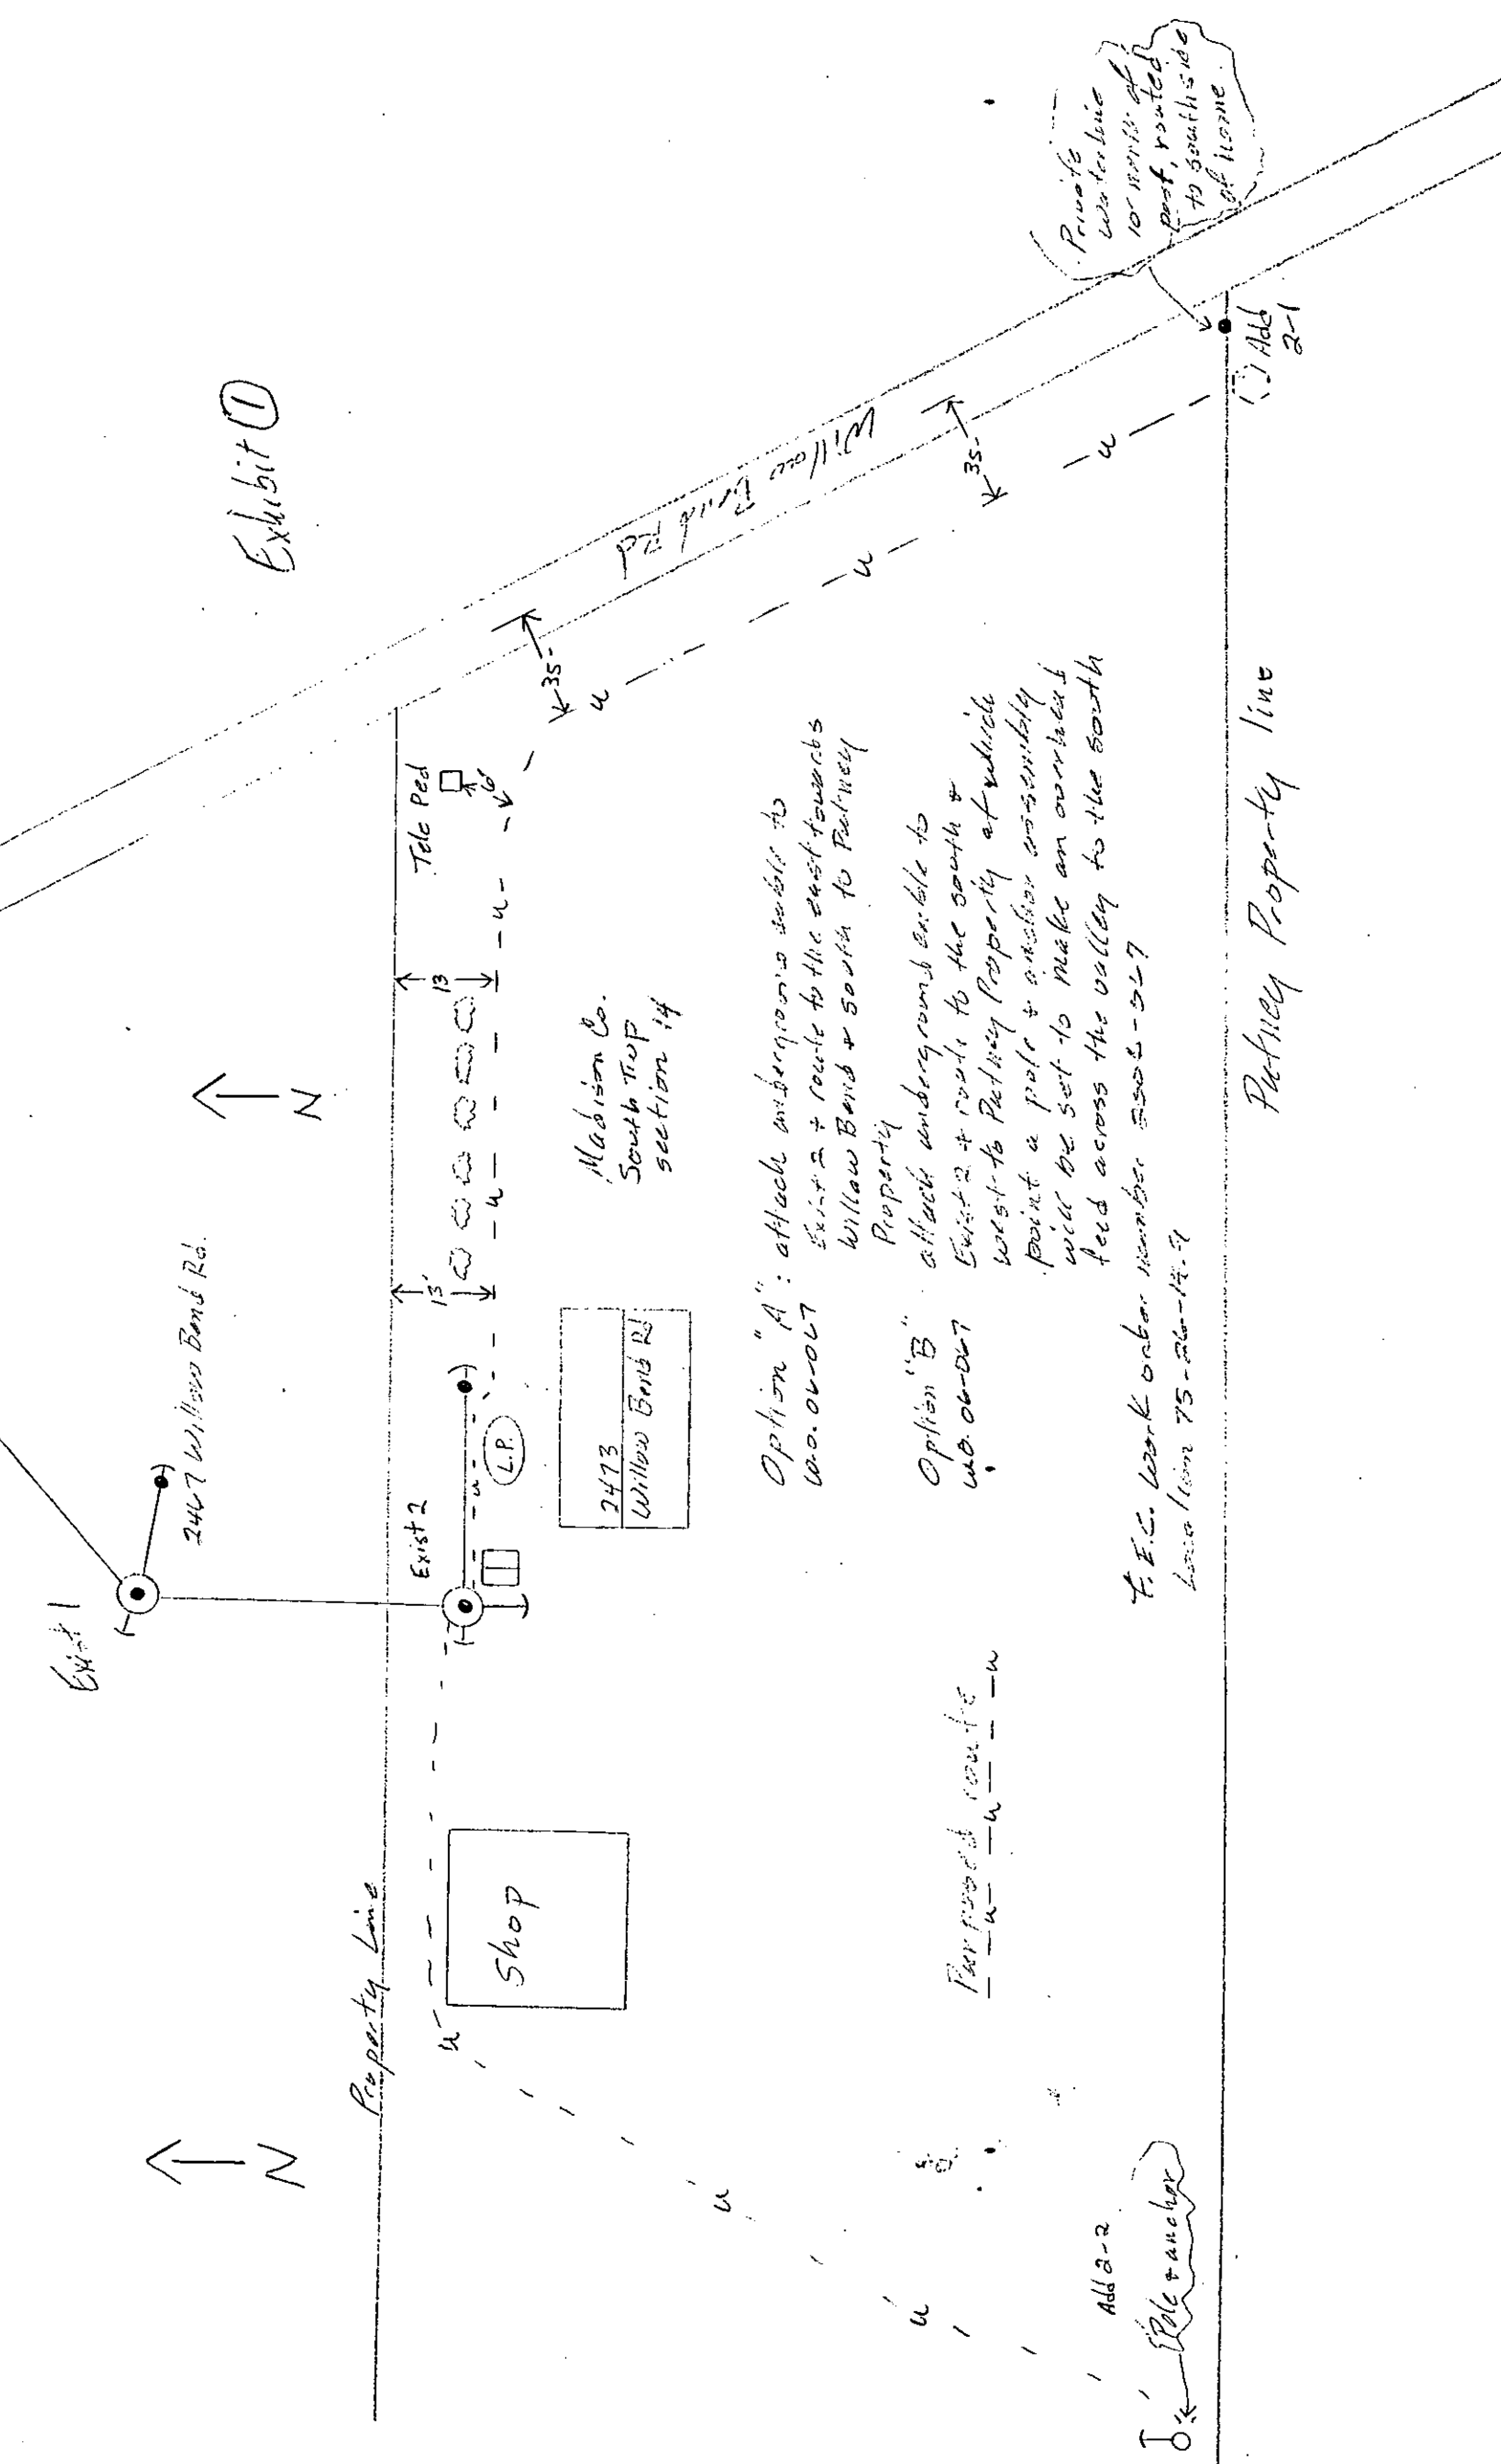 Exhibit 1
N
N
Exist 1
2467 Willow Bend Rd.
Property Line
Exist 2
Tele Ped
6'
13'
13
L.P.
u
u
u
u
u
u
u
u
u
Shop
2473
Willow Bend Rd
Madison Co.
South Twp
section 14
Willow Bend Rd
35
35
Option "A": attach underground cable to
W.O. 06-067 Exist 2 + route to the east towards
Willow Bend + south to Putney
Property
Option "B" attach underground cable to
W.O. 06-067 Exist 2 + route to the south +
west to Putney Property at which
point a pole + anchor assembly
will be set to make an overhead
feed across the valley to the south
Purposed route
u u u
Work order number
Location 75-26-14-
Private
waterline
10' north of
post, routed
to south side
of home
Add
2-1
Add 2-2
Pole + anchor
Putney Property line